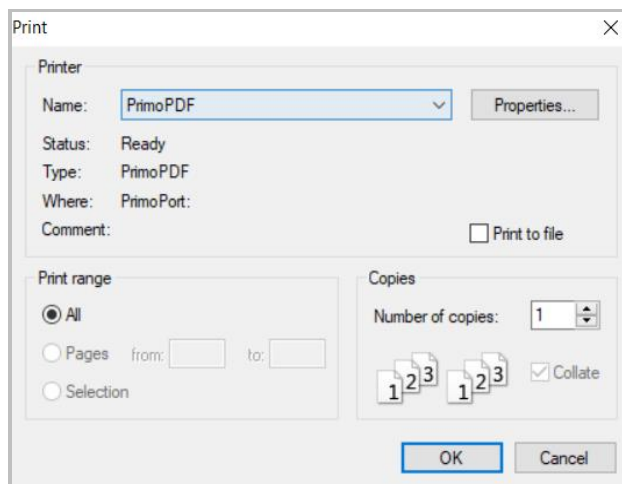 Print
Printer
Name: PrimoPDF Properties...
Status: Ready
Type: PrimoPDF
Where: PrimoPort:
Comment: Print to file
Print range
All
Pages from: to:
Selection
Copies
Number of copies: 1
1 2 3 1 2 3 Collate
OK Cancel